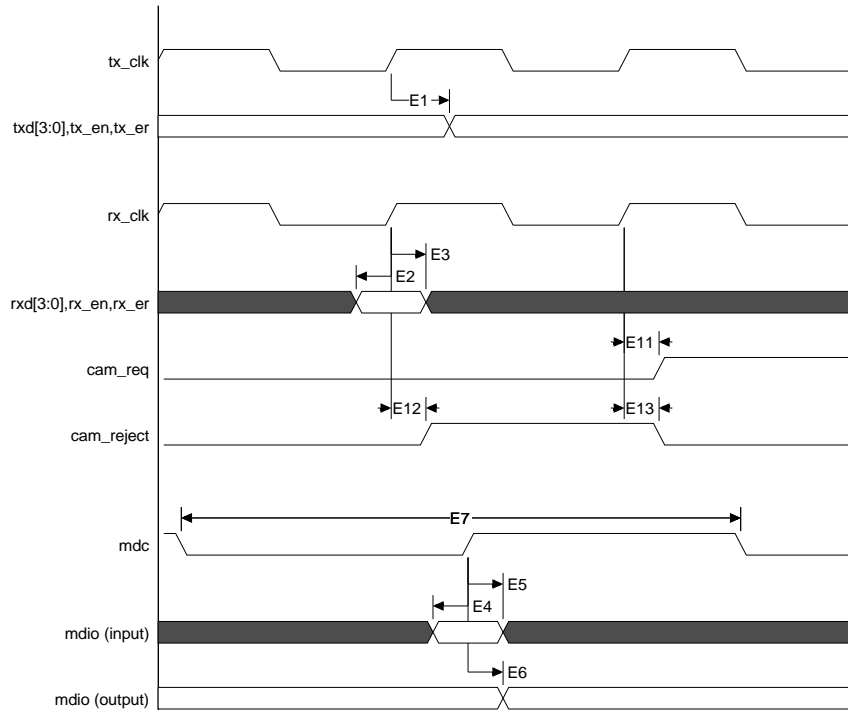 tx_clk
E1
txd[3:0],tx_en,tx_er
rx_clk
E3
E2
rxd[3:0],rx_en,rx_er
E11
cam_req
E12
E13
cam_reject
E7
mdc
E5
E4
mdio (input)
E6
mdio (output)